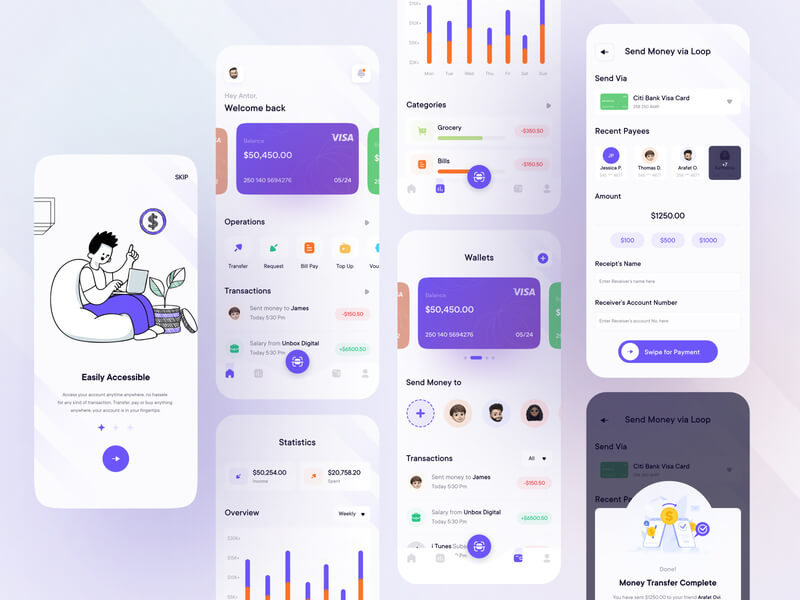 SKIP
$
Easily Accessible
Access your account anytime anywhere, no hassele
for any kind of transaction. Transfer, pay or buy anything
anywhere, your account is in your fingertips
Hey Antor,
Welcome back
Balance
VISA
$50,450.00
250 140 5694276
05/24
Operations
Transfer
Request
Bill Pay
Top Up
Vou
Transactions
Sent money to James
Today 5:30 Pm
-$150.50
Salary from Unbox Digital
Today 5:30 Pm
+$6500.50
Statistics
$50,254.00
Income
$20,758.20
Spent
Overview
Weekly
$20K+
$15K+
$10K+
$5K+
$15K+
$10K+
$5K+
$2K+
Mon
Tue
Wed
Thu
Fri
Sat
Sun
Categories
Grocery
-$350.50
Bills
-$150.50
Wallets
Balance
VISA
$50,450.00
250 140 5694276
05/24
Send Money to
Transactions
All
Sent money to James
Today 5:30 Pm
-$150.50
Salary from Unbox Digital
Today 5:30 Pm
+$6500.50
i Tunes Subs
Today 5:30 Pm
Send Money via Loop
Send Via
Citi Bank Visa Card
Recent Payees
JP
Jessica P.
Thomas D.
Arafat O.
+7
Amount
$1250.00
$100
$500
$1000
Receipt's Name
Enter Receiver's name here
Receiver's Account Number
Enter Receiver's account No. here
Swipe for Payment
Send Money via Loop
Send Via
Citi Bank Visa Card
Recent Pa
Done!
Money Transfer Complete
You have sent $1250.00 to your friend Arafat Ovi